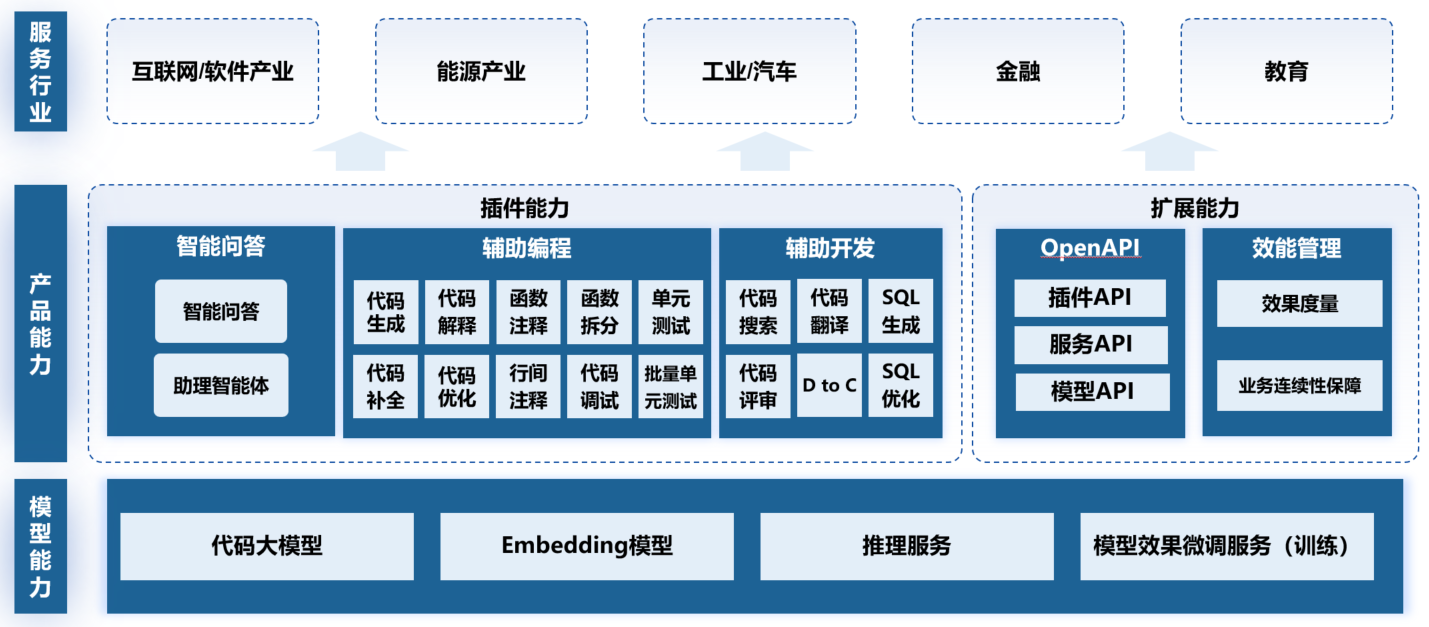 服务行业
互联网/软件产业
能源产业
工业/汽车
金融
教育
产品能力
插件能力
智能问答
智能问答
助理智能体
辅助编程
代码
生成
代码
解释
函数
注释
函数
拆分
单元
测试
代码
补全
代码
优化
行间
注释
代码
调试
批量单
元测试
辅助开发
代码
搜索
代码
翻译
SQL
生成
代码
评审
D to C
SQL
优化
扩展能力
OpenAPI
插件API
服务API
模型API
效能管理
效果度量
业务连续性保障
模型能力
代码大模型
Embedding模型
推理服务
模型效果微调服务（训练）